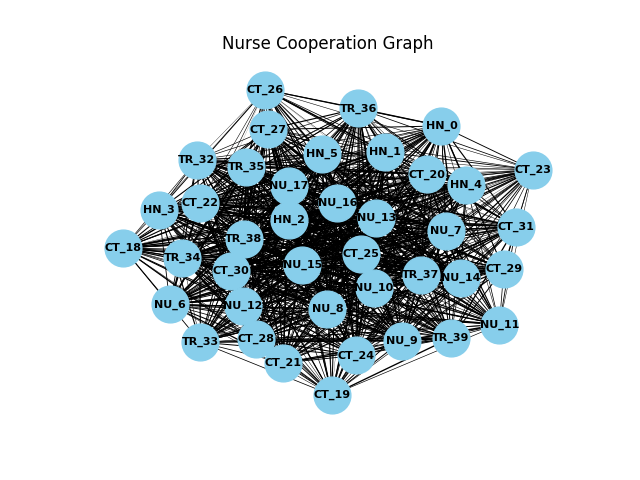 Nurse Cooperation Graph
CT_26
TR_36
HN_0
CT_27
HN_1
HN_5
TR_32
TR_35
CT_23
CT_20
HN_4
NU_17
CT_22
NU_16
HN_3
NU_13
HN_2
CT_31
NU_7
TR_38
CT_18
CT_25
TR_34
NU_15
CT_29
CT_30
TR_37
NU_14
NU_10
NU_6
NU_12
NU_8
NU_11
CT_28
TR_39
NU_9
TR_33
CT_24
CT_21
CT_19